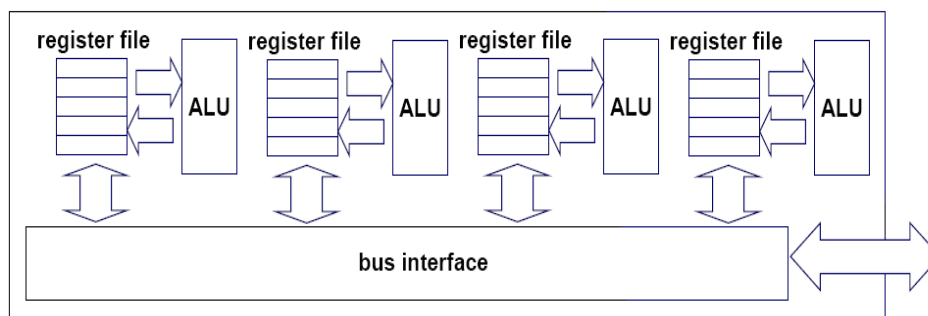 register file
register file
register file
register file
ALU
ALU
ALU
ALU
bus interface